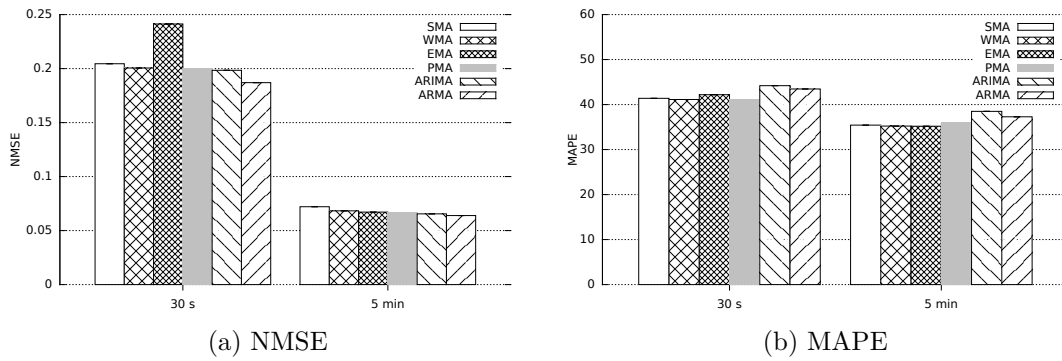 0.25
0.2
0.15
0.1
0.05
0
NMSE
SMA
WMA
EMA
PMA
ARIMA
ARMA
30 s
5 min
(a) NMSE
60
50
40
30
20
10
0
MAPE
SMA
WMA
EMA
PMA
ARIMA
ARMA
30 s
5 min
(b) MAPE